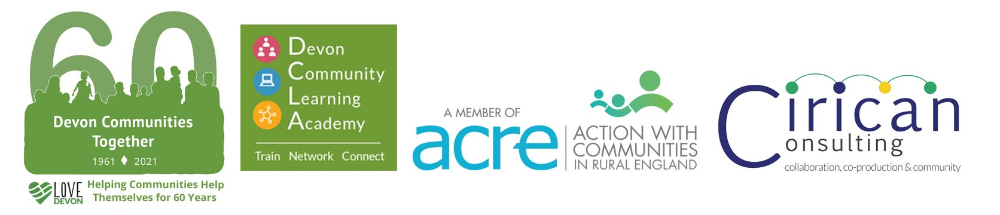 60
Devon Communities
Together
1961 2021
LOVE
DEVON
Helping Communities Help
Themselves for 60 Years
Devon
Community
Learning
Academy
Train Network Connect
A MEMBER OF
acre
ACTION WITH
COMMUNITIES
IN RURAL ENGLAND
Cirican
onsulting
collaboration, co-production & community